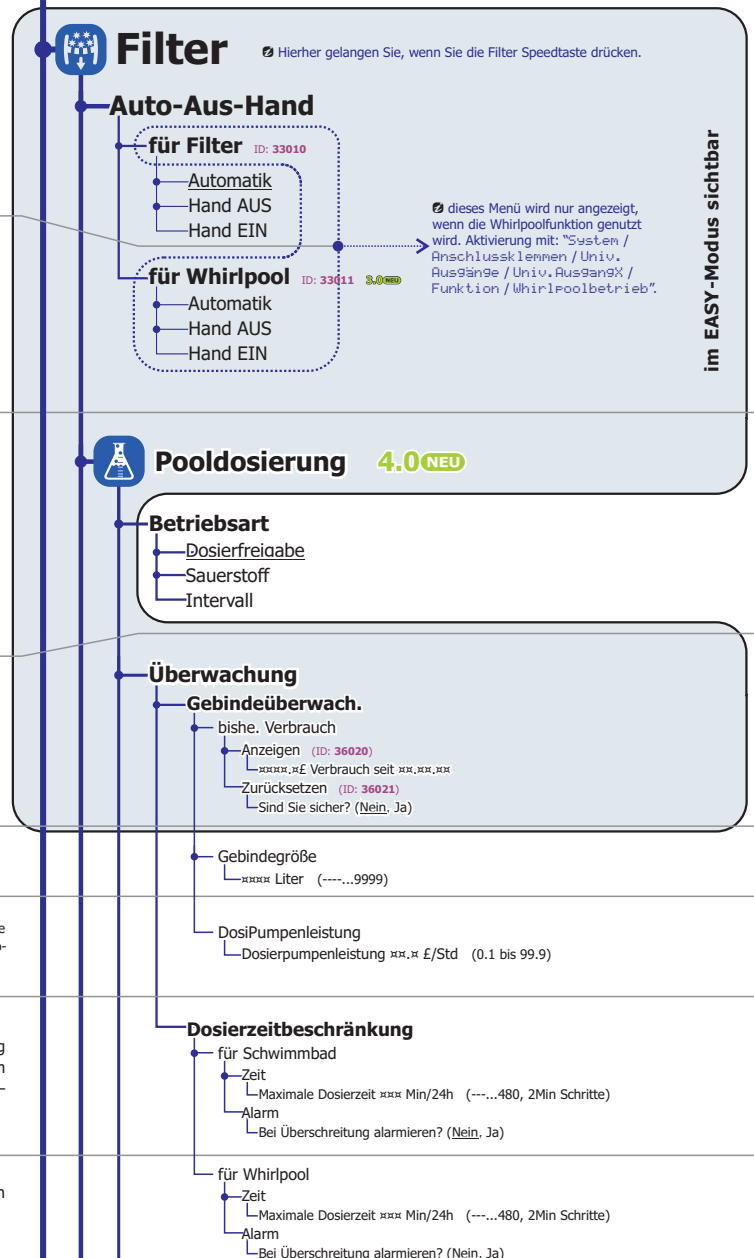 Filter
Hierher gelangen Sie, wenn Sie die Filter Speedtaste drücken.
Auto-Aus-Hand
für Filter ID: 33010
Automatik
Hand AUS
Hand EIN
dieses Menü wird nur angezeigt,
wenn die Whirlpoolfunktion genutzt
wird. Aktivierung mit: "System /
Anschlussklemmen / Univ.
Ausgänge / Univ.AusgangX /
Funktion / Whirlpoolbetrieb".
im EASY-Modus sichtbar
für Whirlpool ID: 33011 3.0 NEU
Automatik
Hand AUS
Hand EIN
Pooldosierung 4.0 NEU
Betriebsart
Dosierfreigabe
Sauerstoff
Intervall
Überwachung
Gebindeüberwach.
bishe. Verbrauch
Anzeigen (ID: 36020)
¤¤¤¤.¤£ Verbrauch seit ¤¤.¤¤.¤¤
Zurücksetzen (ID: 36021)
Sind Sie sicher? (Nein, Ja)
Gebindegröße
¤¤¤¤ Liter (----...9999)
e
-
DosiPumpenleistung
Dosierpumpenleistung ¤¤.¤ £/Std (0.1 bis 99.9)
Dosierzeitbeschränkung
g
n
–
für Schwimmbad
Zeit
Maximale Dosierzeit ¤¤¤ Min/24h (---...480, 2Min Schritte)
Alarm
Bei Überschreitung alarmieren? (Nein, Ja)
für Whirlpool
n
Zeit
Maximale Dosierzeit ¤¤¤ Min/24h (---...480, 2Min Schritte)
Alarm
Bei Überschreitung alarmieren? (Nein, Ja)